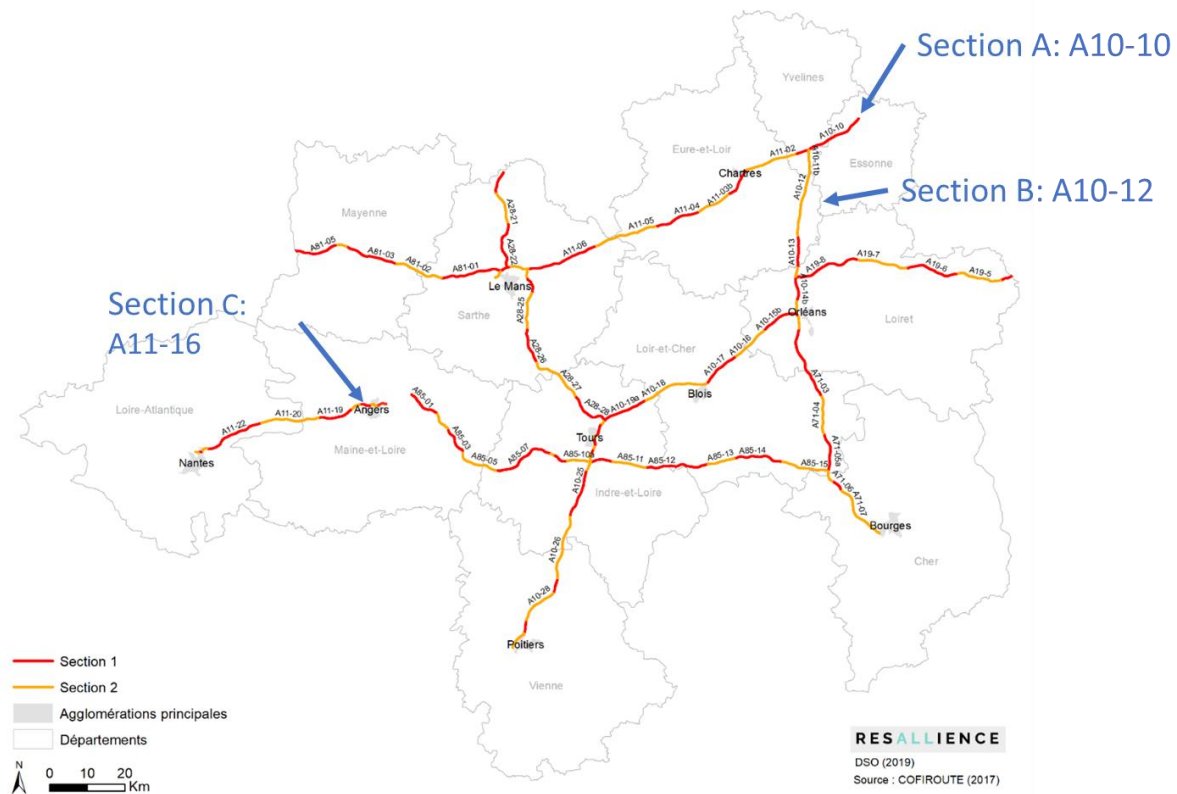 Section A: A10-10
Yvelines
A10-10
Eure-et-Loir
A11-02
A10-11b
Essonne
Chartres
A10-12
Section B: A10-12
A11-03b
Mayenne
A28-21
A11-04
A11-05
A81-05
A81-03
A28-22
A11-06
A10-13
A19-8
A19-7
A81-02
A81-01
A19-6
A19-5
Le Mans
A10-14b
Section C:
A11-16
Sarthe
A28-25
Orléans
Loiret
A10-15b
Loir-et-Cher
A10-16
A28-26
A10-17
A28-27
A10-18
A71-03
Blois
Loire-Atlantique
A11-19
Angers
A85-01
A28-28
A10-19a
A71-04
A11-20
A11-22
Maine-et-Loire
A85-03
Tours
A71-05a
Nantes
A85-05
A85-07
A85-10b
A85-11
A85-12
A85-13
A85-14
A85-15
A10-25
Indre-et-Loire
A71-06
A71-07
Bourges
A10-26
Cher
A10-28
Poitiers
Vienne
Section 1
Section 2
Agglomérations principales
Départements
N
0 10 20
Km
RESALLIENCE
DSO (2019)
Source : COFIROUTE (2017)